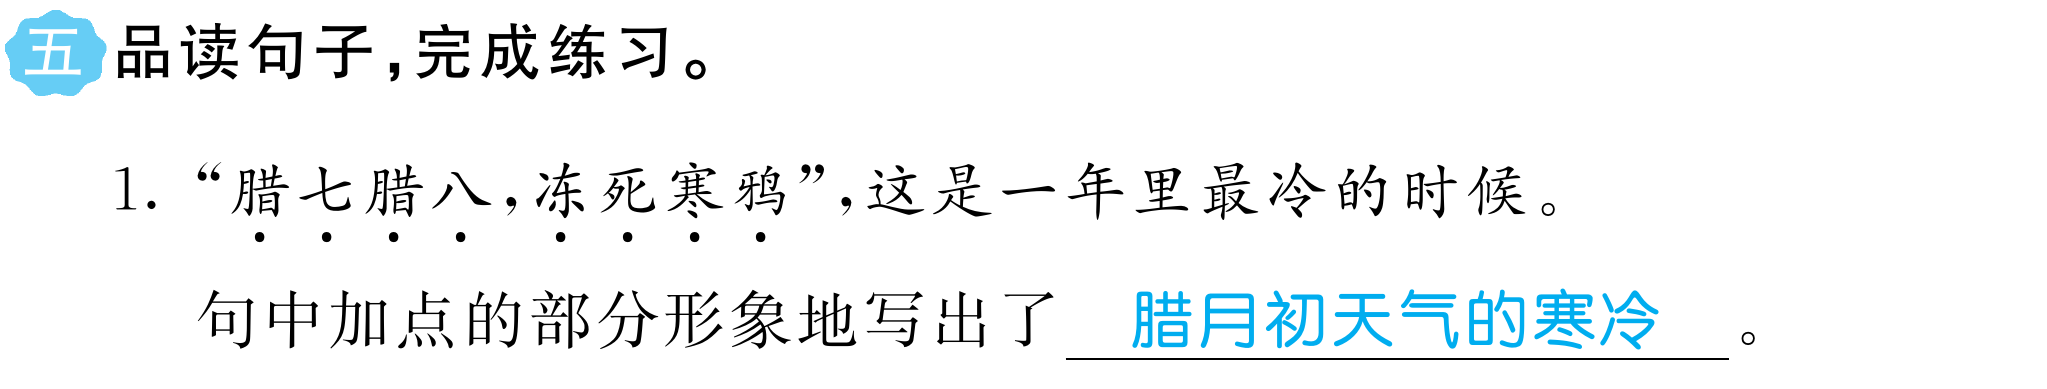 五 品读句子,完成练习。
1. “腊七腊八,冻死寒鸦”,这是一年里最冷的时候。
句中加点的部分形象地写出了 腊月初天气的寒冷 。